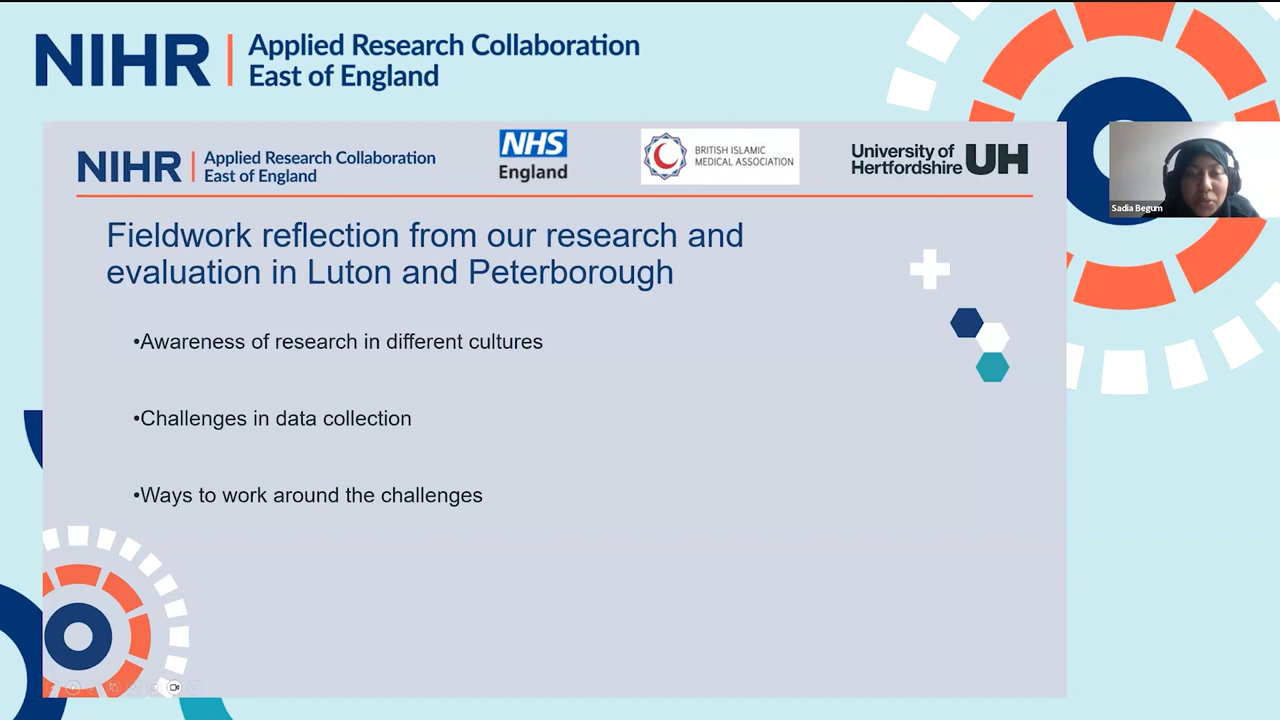 NIHR
Applied Research Collaboration
East of England
NIHR
Applied Research Collaboration
East of England
NHS
England
BRITISH ISLAMIC
MEDICAL ASSOCIATION
University of
Hertfordshire
UH
Sadia Begum
Fieldwork reflection from our research and
evaluation in Luton and Peterborough
•Awareness of research in different cultures
•Challenges in data collection
•Ways to work around the challenges